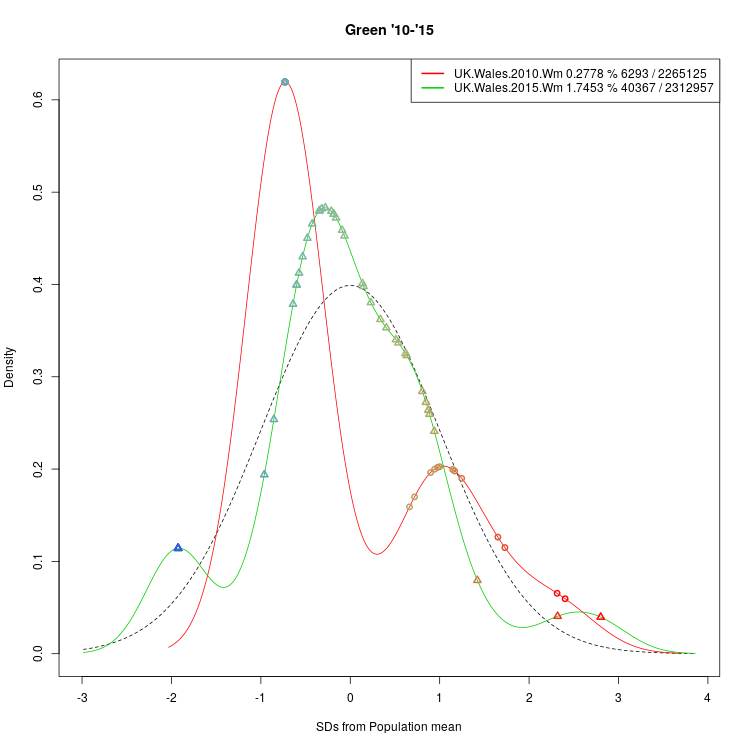 Green '10-'15
UK.Wales.2010.Wm 0.2778 % 6293 / 2265125
UK.Wales.2015.Wm 1.7453 % 40367 / 2312957
Density
0.6
0.5
0.4
0.3
0.2
0.1
0.0
-3 -2 -1 0 1 2 3 4
SDs from Population mean